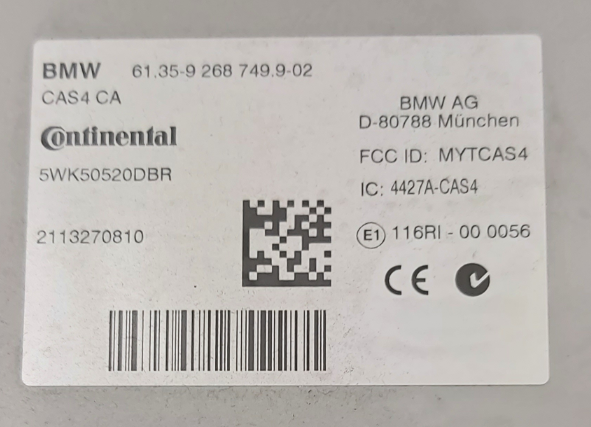 BMW 61.35-9 268 749.9-02
CAS4 CA
Continental
5WK50520DBR
2113270810
BMW AG
D-80788 München
FCC ID: MYTCAS4
IC: 4427A-CAS4
E1 116RI - 00 0056
CE